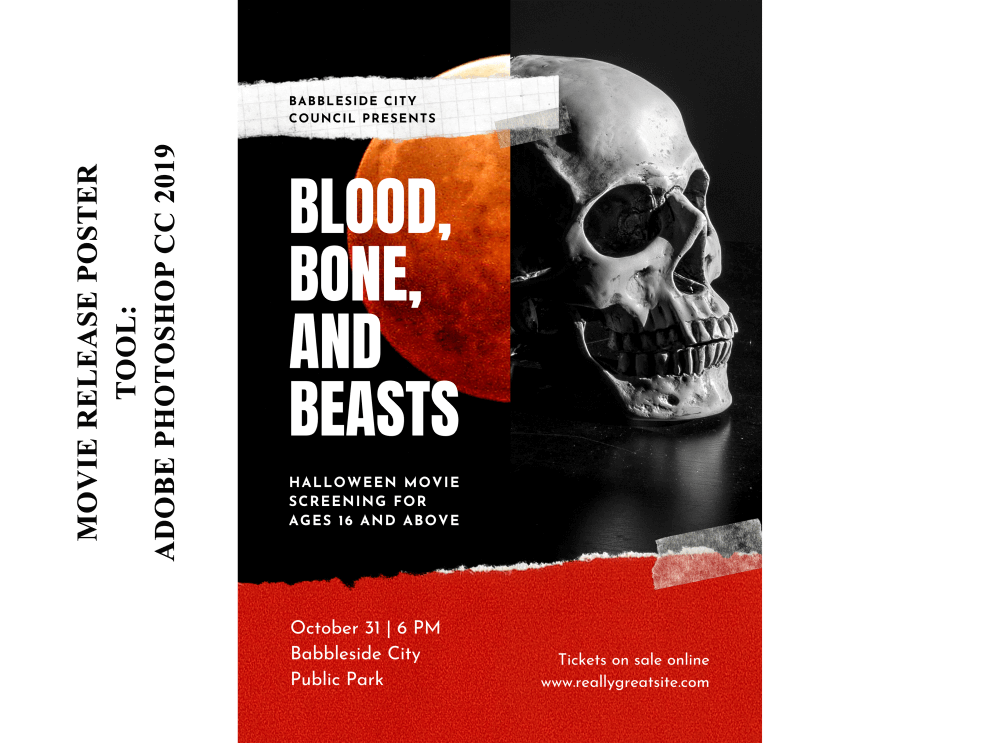 MOVIE RELEASE POSTER
TOOL:
ADOBE PHOTOSHOP CC 2019
BABBLESIDE CITY
COUNCIL PRESENTS
BLOOD,
BONE,
AND
BEASTS
HALLOWEEN MOVIE
SCREENING FOR
AGES 16 AND ABOVE
October 31 | 6 PM
Babbleside City
Public Park
Tickets on sale online
www.reallygreatsite.com